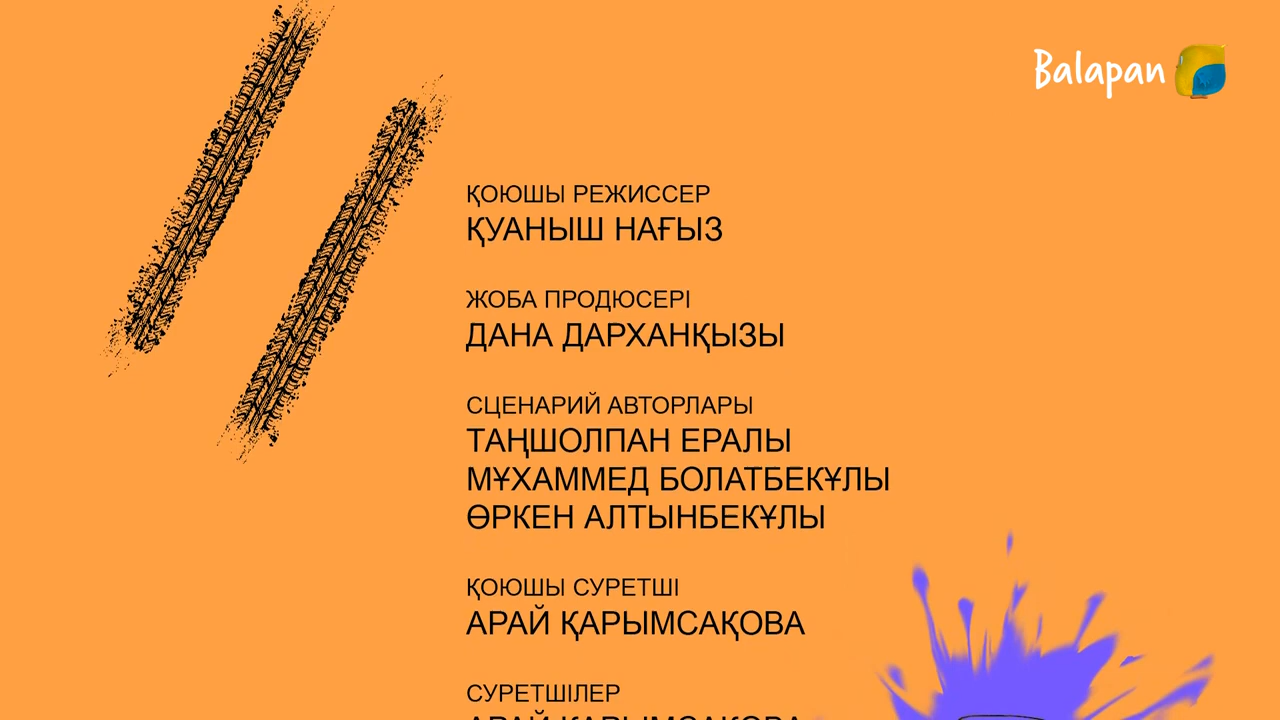 Balapan
ҚОЮШЫ РЕЖИССЕР
ҚУАНЫШ НАҒЫЗ
ЖОБА ПРОДЮСЕРІ
ДАНА ДАРХАНҚЫЗЫ
СЦЕНАРИЙ АВТОРЛАРЫ
ТАҢШОЛПАН ЕРАЛЫ
МҰХАММЕД БОЛАТБЕКҰЛЫ
ӨРКЕН АЛТЫНБЕКҰЛЫ
ҚОЮШЫ СУРЕТШІ
АРАЙ ҚАРЫМСАҚОВА
СУРЕТШІЛЕР